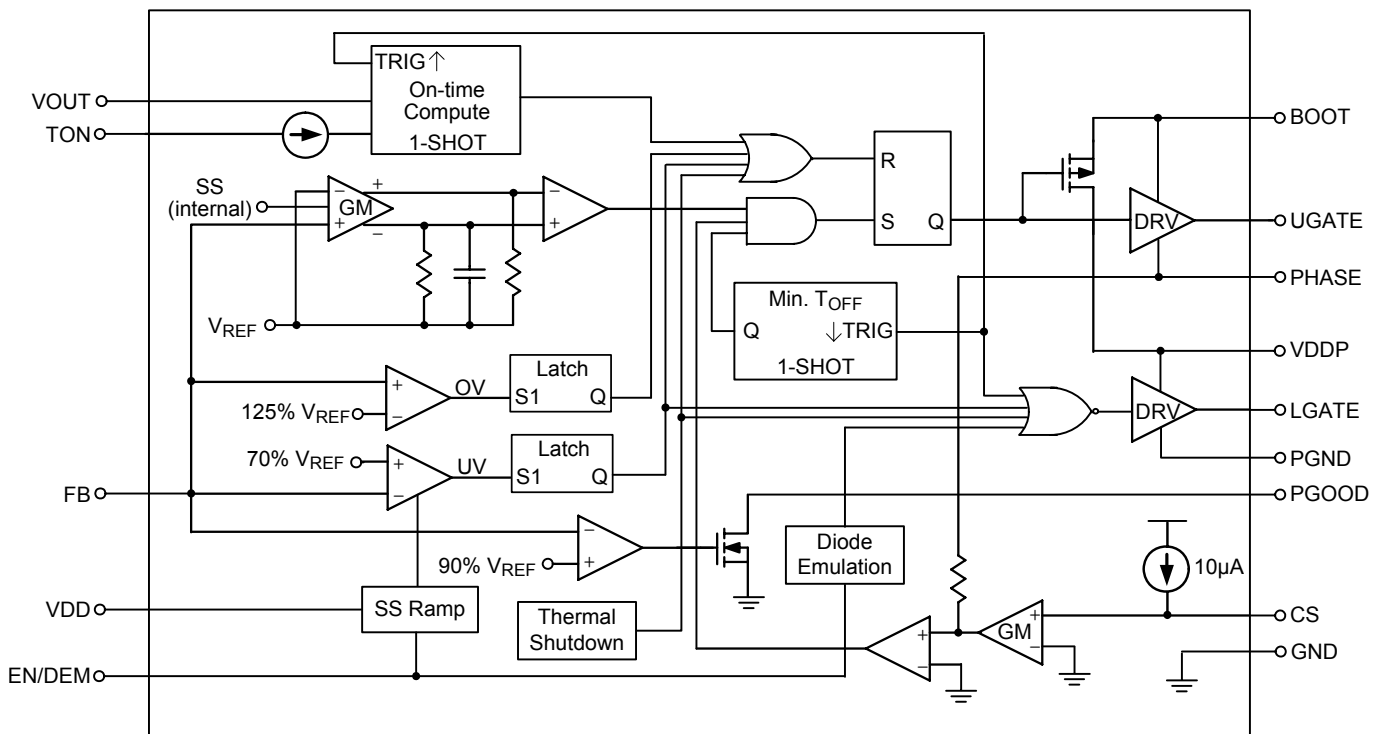 TRIG↑
On-time
Compute
1-SHOT
VOUT
TON
SS
(internal)
GM
+
−
−
+
−
+
VREF
R
S
Q
BOOT
DRV
UGATE
PHASE
Min. TOFF
Q
↓TRIG
1-SHOT
VDDP
DRV
LGATE
PGND
PGOOD
+
−
125% VREF
OV
Latch
S1
Q
70% VREF
+
−
UV
Latch
S1
Q
FB
90% VREF
−
+
Diode
Emulation
10µA
VDD
SS Ramp
Thermal
Shutdown
+
−
GM
+
−
CS
GND
EN/DEM